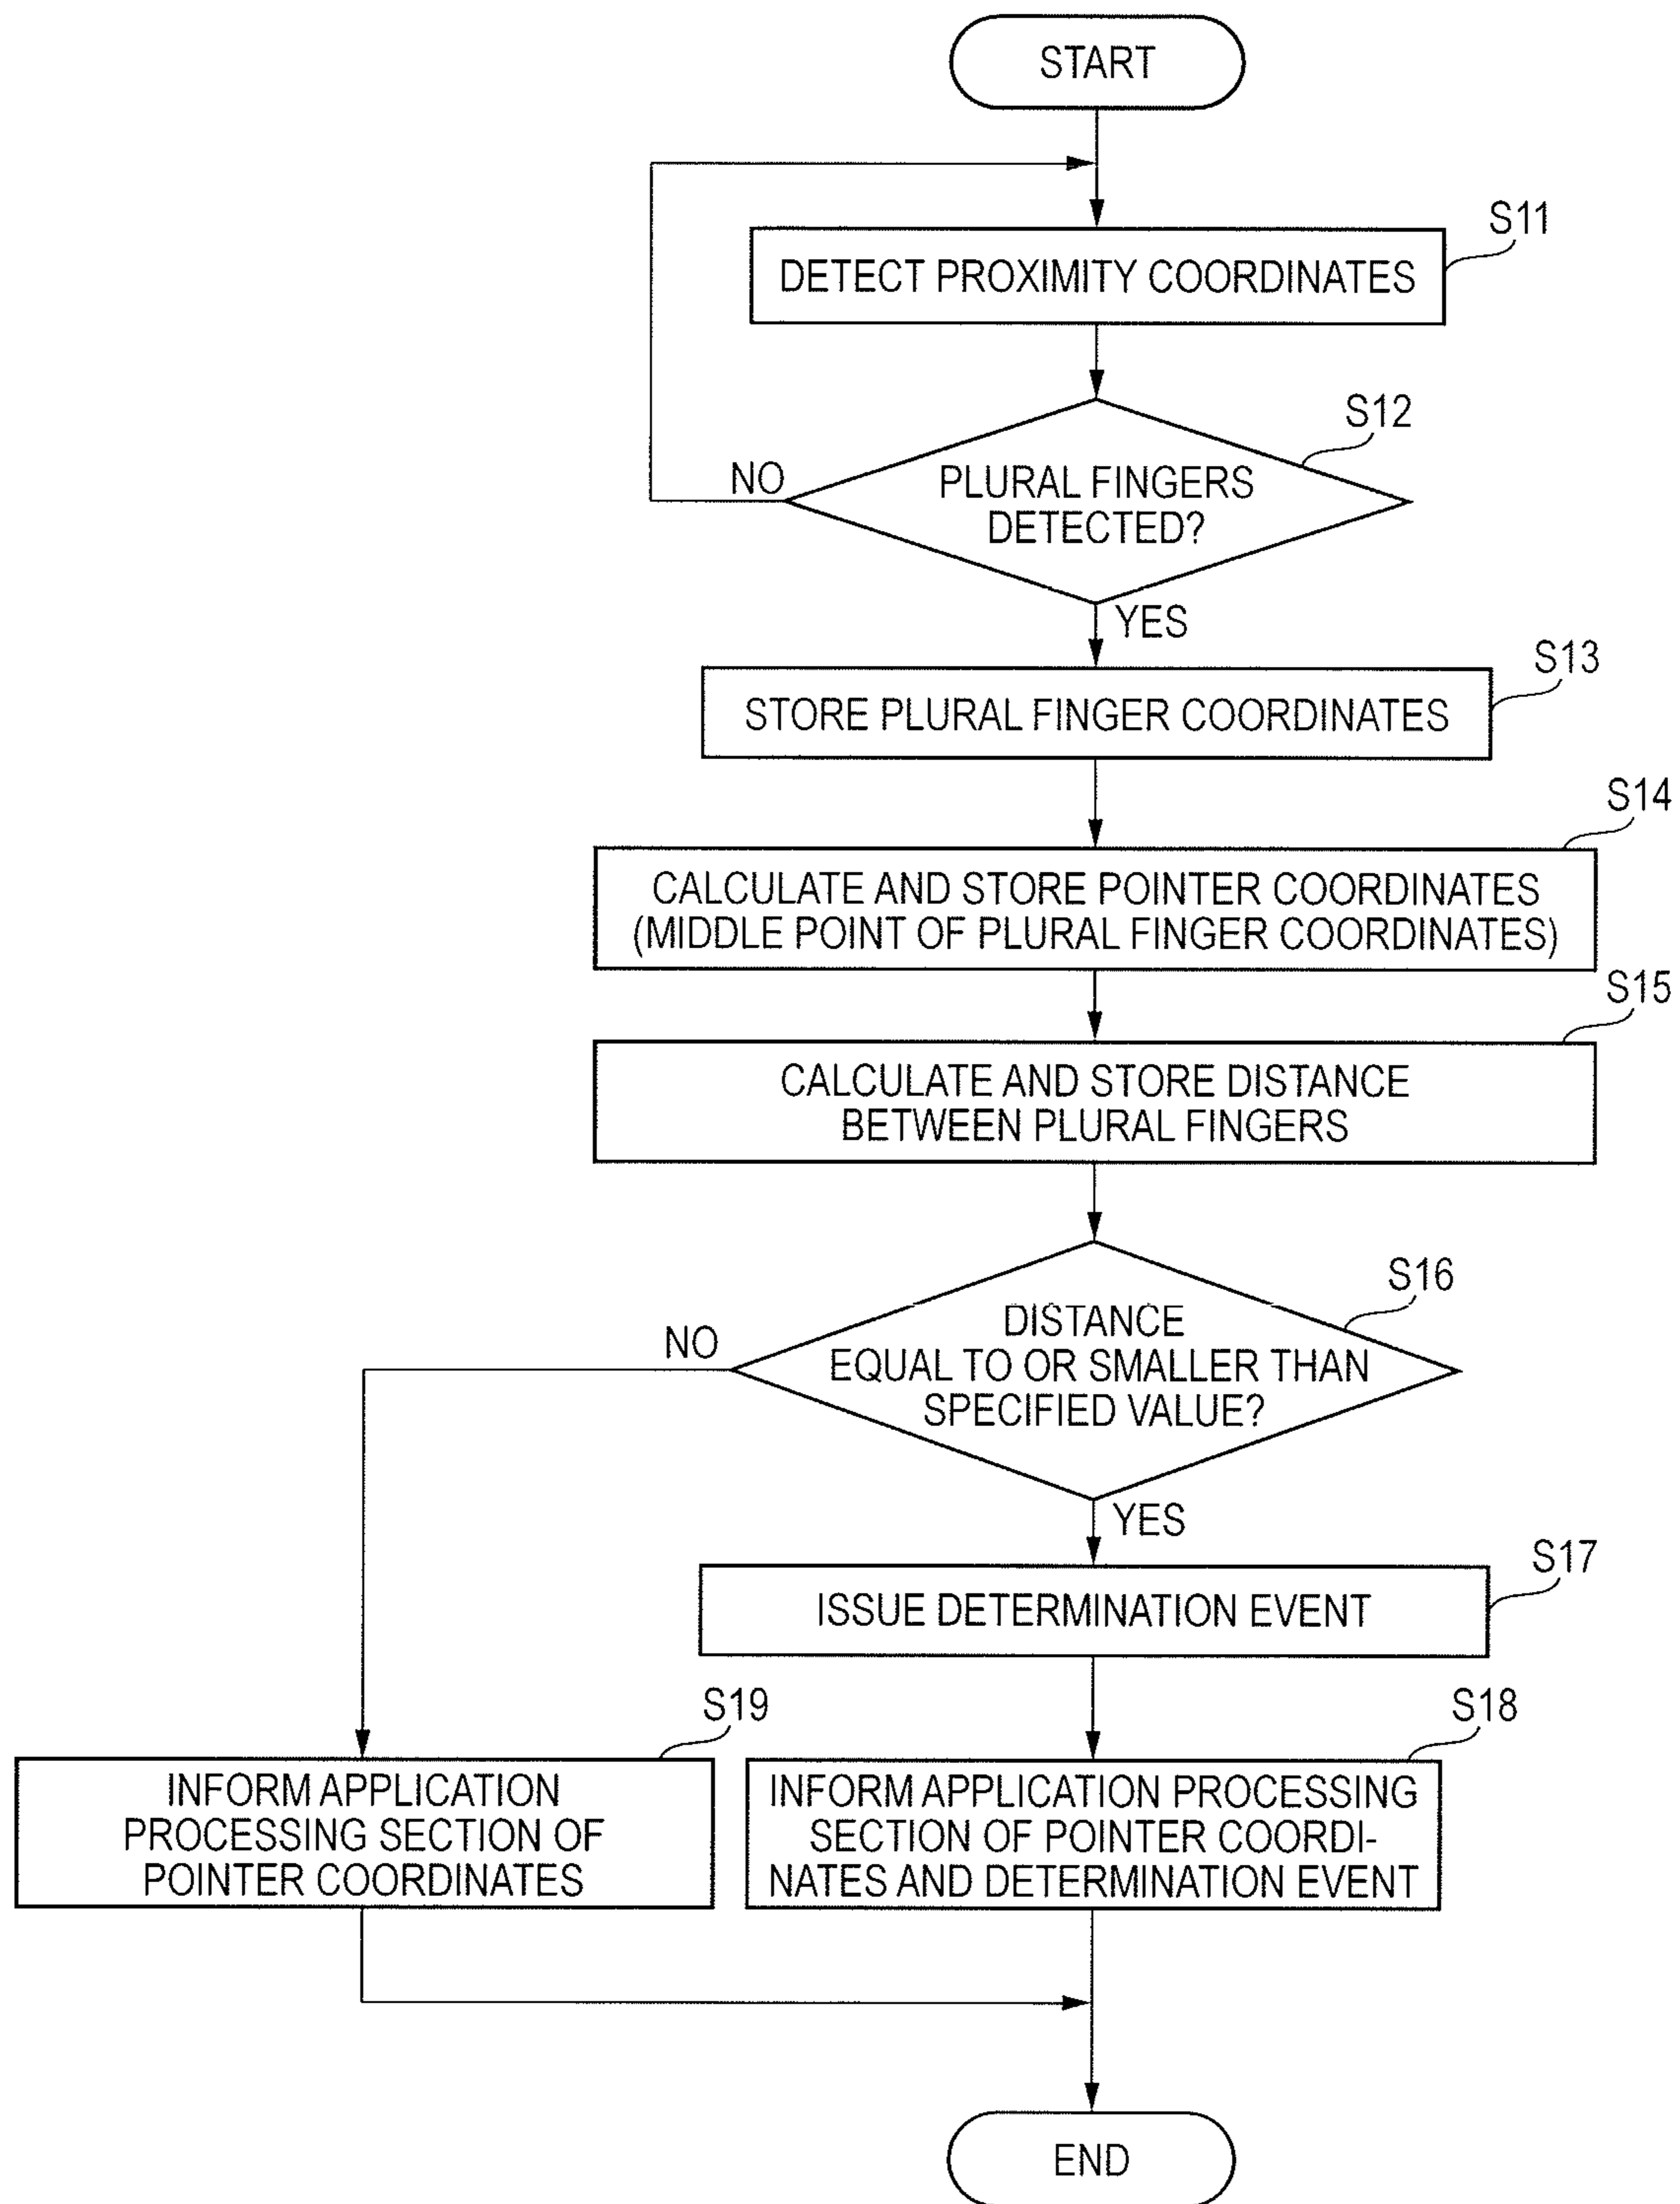 START
S11
DETECT PROXIMITY COORDINATES
S12
NO
PLURAL FINGERS
DETECTED?
YES
S13
STORE PLURAL FINGER COORDINATES
S14
CALCULATE AND STORE POINTER COORDINATES
(MIDDLE POINT OF PLURAL FINGER COORDINATES)
S15
CALCULATE AND STORE DISTANCE
BETWEEN PLURAL FINGERS
S16
NO
DISTANCE
EQUAL TO OR SMALLER THAN
SPECIFIED VALUE?
YES
S17
ISSUE DETERMINATION EVENT
S19
INFORM APPLICATION
PROCESSING SECTION OF
POINTER COORDINATES
S18
INFORM APPLICATION PROCESSING
SECTION OF POINTER COORDI-
NATES AND DETERMINATION EVENT
END